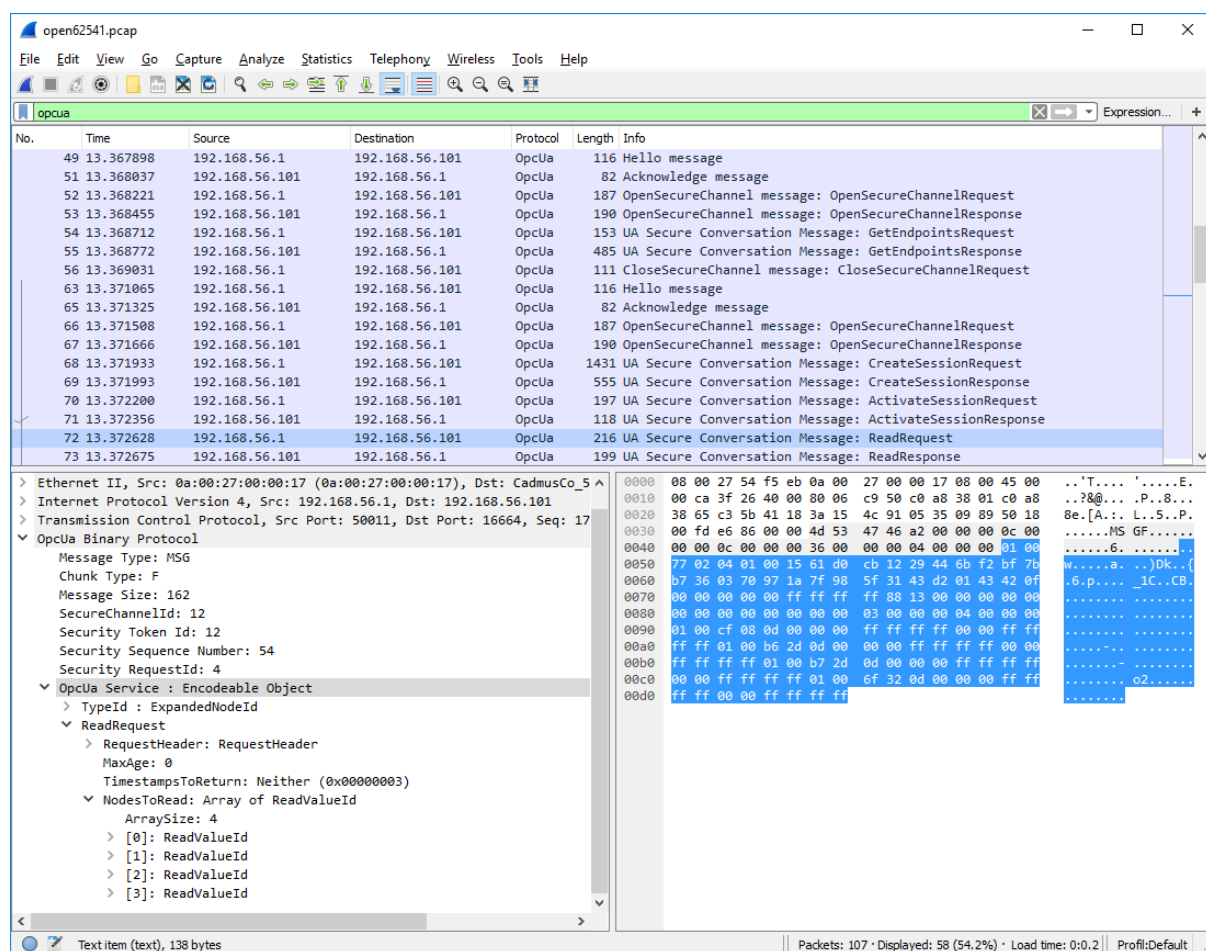 open62541.pcap
File Edit View Go Capture Analyze Statistics Telephony Wireless Tools Help
opcua
Expression... +
No. Time Source Destination Protocol Length Info
49 13.367898 192.168.56.1 192.168.56.101 OpcUa 116 Hello message
51 13.368037 192.168.56.101 192.168.56.1 OpcUa 82 Acknowledge message
52 13.368221 192.168.56.1 192.168.56.101 OpcUa 187 OpenSecureChannel message: OpenSecureChannelRequest
53 13.368455 192.168.56.101 192.168.56.1 OpcUa 190 OpenSecureChannel message: OpenSecureChannelResponse
54 13.368712 192.168.56.1 192.168.56.101 OpcUa 153 UA Secure Conversation Message: GetEndpointsRequest
55 13.368772 192.168.56.101 192.168.56.1 OpcUa 485 UA Secure Conversation Message: GetEndpointsResponse
56 13.369031 192.168.56.1 192.168.56.101 OpcUa 111 CloseSecureChannel message: CloseSecureChannelRequest
63 13.371065 192.168.56.1 192.168.56.101 OpcUa 116 Hello message
65 13.371325 192.168.56.101 192.168.56.1 OpcUa 82 Acknowledge message
66 13.371508 192.168.56.1 192.168.56.101 OpcUa 187 OpenSecureChannel message: OpenSecureChannelRequest
67 13.371666 192.168.56.101 192.168.56.1 OpcUa 190 OpenSecureChannel message: OpenSecureChannelResponse
68 13.371933 192.168.56.1 192.168.56.101 OpcUa 1431 UA Secure Conversation Message: CreateSessionRequest
69 13.371993 192.168.56.101 192.168.56.1 OpcUa 555 UA Secure Conversation Message: CreateSessionResponse
70 13.372200 192.168.56.1 192.168.56.101 OpcUa 197 UA Secure Conversation Message: ActivateSessionRequest
71 13.372356 192.168.56.101 192.168.56.1 OpcUa 118 UA Secure Conversation Message: ActivateSessionResponse
72 13.372628 192.168.56.1 192.168.56.101 OpcUa 216 UA Secure Conversation Message: ReadRequest
73 13.372675 192.168.56.101 192.168.56.1 OpcUa 199 UA Secure Conversation Message: ReadResponse
Ethernet II, Src: 0a:00:27:00:00:17 (0a:00:27:00:00:17), Dst: CadmusCo_5
Internet Protocol Version 4, Src: 192.168.56.1, Dst: 192.168.56.101
Transmission Control Protocol, Src Port: 50011, Dst Port: 16664, Seq: 17
OpcUa Binary Protocol
Message Type: MSG
Chunk Type: F
Message Size: 162
SecureChannelId: 12
Security Token Id: 12
Security Sequence Number: 54
Security RequestId: 4
OpcUa Service : Encodeable Object
TypeId : ExpandedNodeId
ReadRequest
RequestHeader: RequestHeader
MaxAge: 0
TimestampsToReturn: Neither (0x00000003)
NodesToRead: Array of ReadValueId
ArraySize: 4
[0]: ReadValueId
[1]: ReadValueId
[2]: ReadValueId
[3]: ReadValueId
0000 08 00 27 54 f5 eb 0a 00 27 00 00 17 08 00 45 00 ..'T.... '.....E.
0010 00 ca 3f 26 40 00 80 06 c9 50 c0 a8 38 01 c0 a8 ..?&@... .P..8...
0020 38 65 c3 5b 41 18 3a 15 4c 91 05 35 09 89 50 18 8e.[A.:. L..5..P.
0030 00 fd e6 86 00 00 4d 53 47 46 a2 00 00 00 0c 00 ......MS GF......
0040 00 00 0c 00 00 00 36 00 00 00 04 00 00 00 01 00 ......6. ........
0050 77 02 04 01 00 15 61 d0 cb 12 29 44 6b f2 bf 7b w.....a. ..)Dk..{
0060 b7 36 03 70 97 1a 7f 98 5f 31 43 d2 01 43 42 0f .6.p.... _1C..CB.
0070 00 00 00 00 00 ff ff ff ff 88 13 00 00 00 00 00 ........ ........
0080 00 00 00 00 00 00 00 00 03 00 00 00 04 00 00 00 ........ ........
0090 01 00 cf 08 0d 00 00 00 ff ff ff ff 00 00 ff ff ........ ........
00a0 ff ff 01 00 b6 2d 0d 00 00 00 ff ff ff ff 00 00 .....-.. ........
00b0 ff ff ff ff 01 00 b7 2d 0d 00 00 00 ff ff ff ff .......- ........
00c0 00 00 ff ff ff ff 01 00 6f 32 0d 00 00 00 ff ff ........ o2......
00d0 ff ff 00 00 ff ff ff ff ........
Text item (text), 138 bytes
Packets: 107 · Displayed: 58 (54.2%) · Load time: 0:0.2
Profil:Default